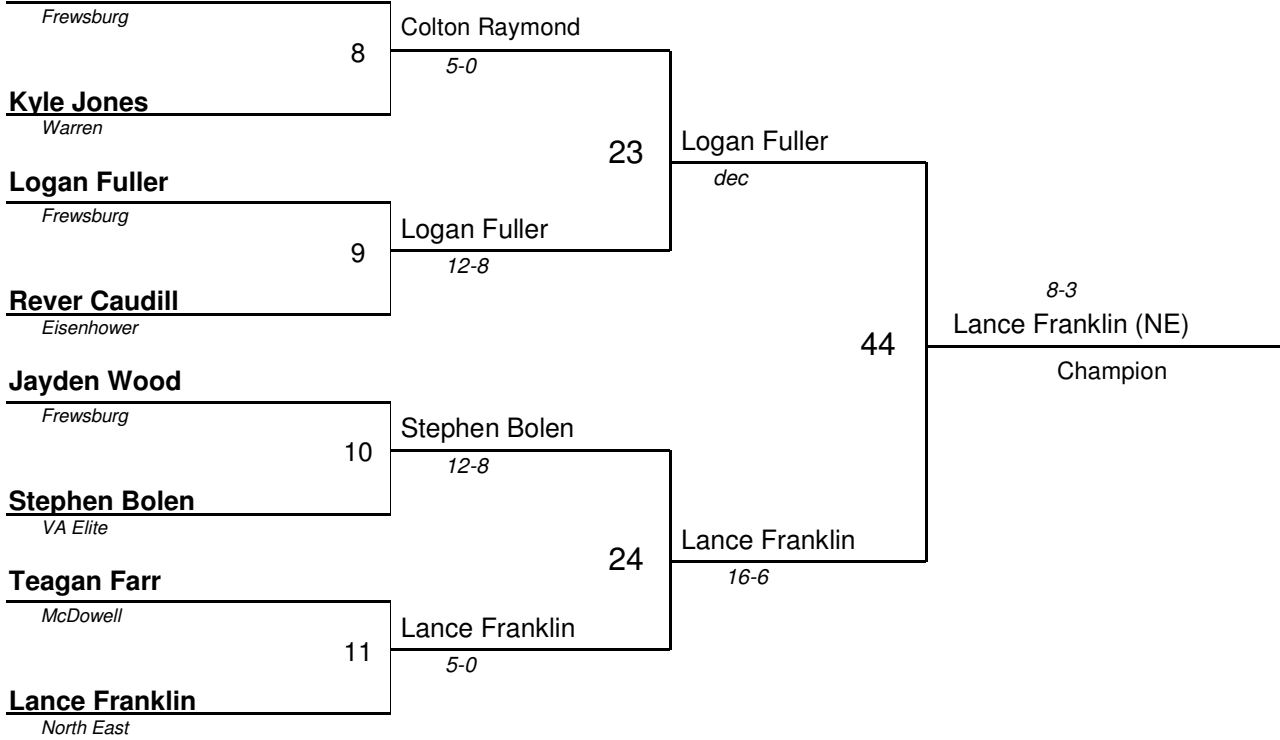 Frewsburg
8
Colton Raymond
5-0
Kyle Jones
Warren
23
Logan Fuller
dec
Logan Fuller
Frewsburg
9
Logan Fuller
12-8
Rever Caudill
Eisenhower
44
8-3
Lance Franklin (NE)
Champion
Jayden Wood
Frewsburg
10
Stephen Bolen
12-8
Stephen Bolen
VA Elite
24
Lance Franklin
16-6
Teagan Farr
McDowell
11
Lance Franklin
5-0
Lance Franklin
North East